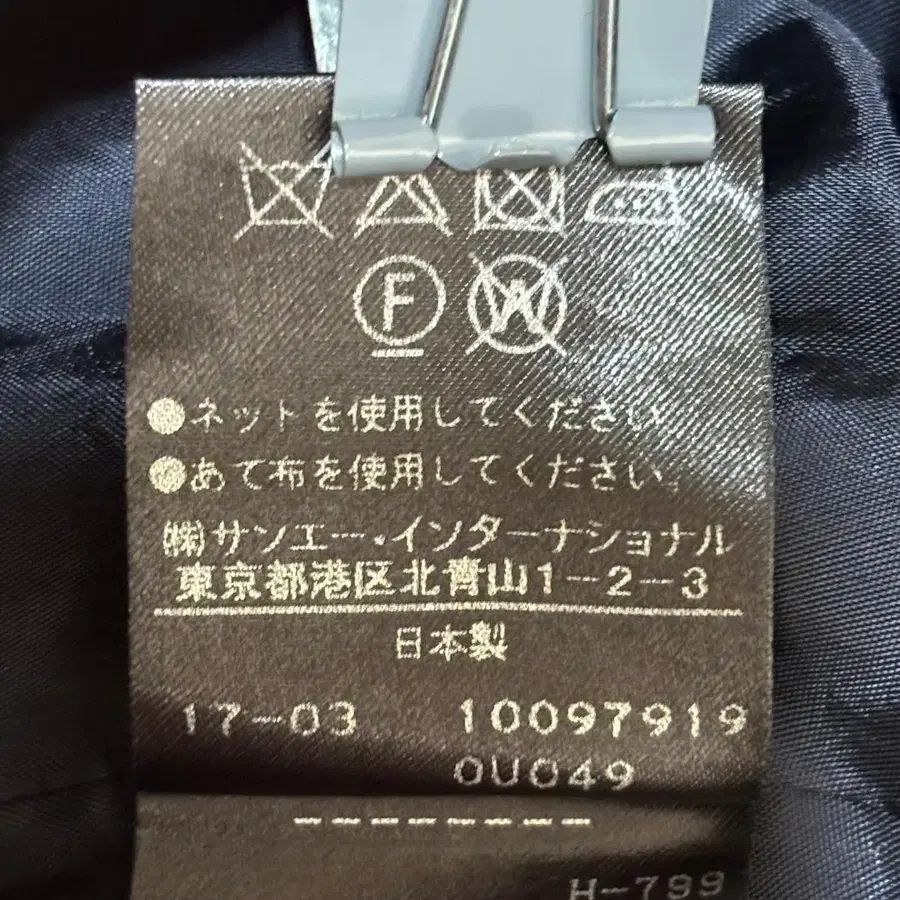 F W
●ネットを使用してください。
●あて布を使用してください。
㈱サンエー・インターナショナル
東京都港区北青山1-2-3
日本製
17-03 10097919
0U049
H-799